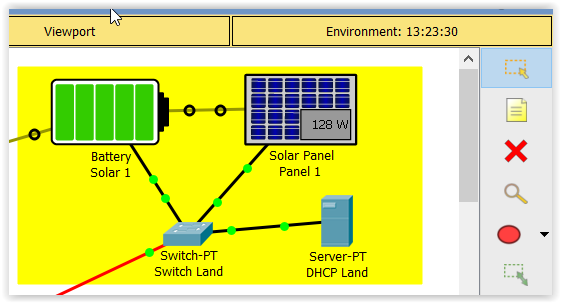 Viewport
Environment: 13:23:30
128 W
Battery
Solar 1
Solar Panel
Panel 1
Switch-PT
Switch Land
Server-PT
DHCP Land